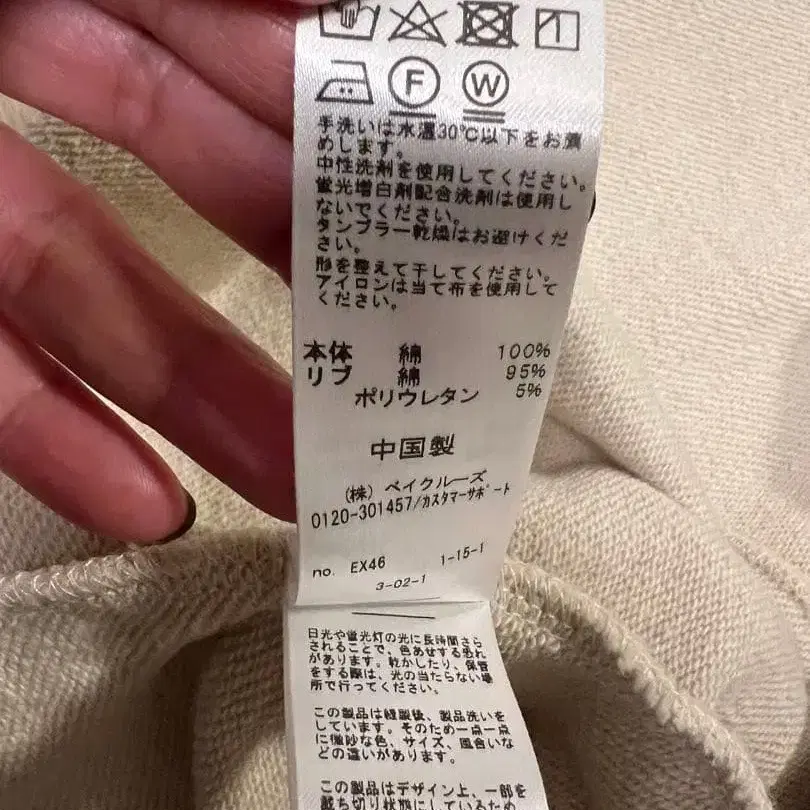 F W
手洗いは水温30℃以下をお薦
めします。
中性洗剤を使用してください。
蛍光増白剤配合洗剤は使用し
ないでください。
タンブラー乾燥はお避けくだ
さい。
形を整えて干してください。
アイロンは当て布を使用して
ください。
本体 綿 100%
リブ 綿 95%
ポリウレタン 5%
中国製
(株) ベイクルーズ
0120-301457/カスタマーサポート
no. EX46 1-15-1
3-02-1
日光や蛍光灯の光に長時間さら
されることで、色あせする恐れ
があります。乾かしたり、保管
をする際は、光の当たらない場
所で行ってください。
この製品は縫製後、製品洗いを
しています。そのため一点一点
に微妙な色、サイズ、風合いな
どの違いがあります。
この製品はデザイン上、一部を
裁ち切り状態にしているため